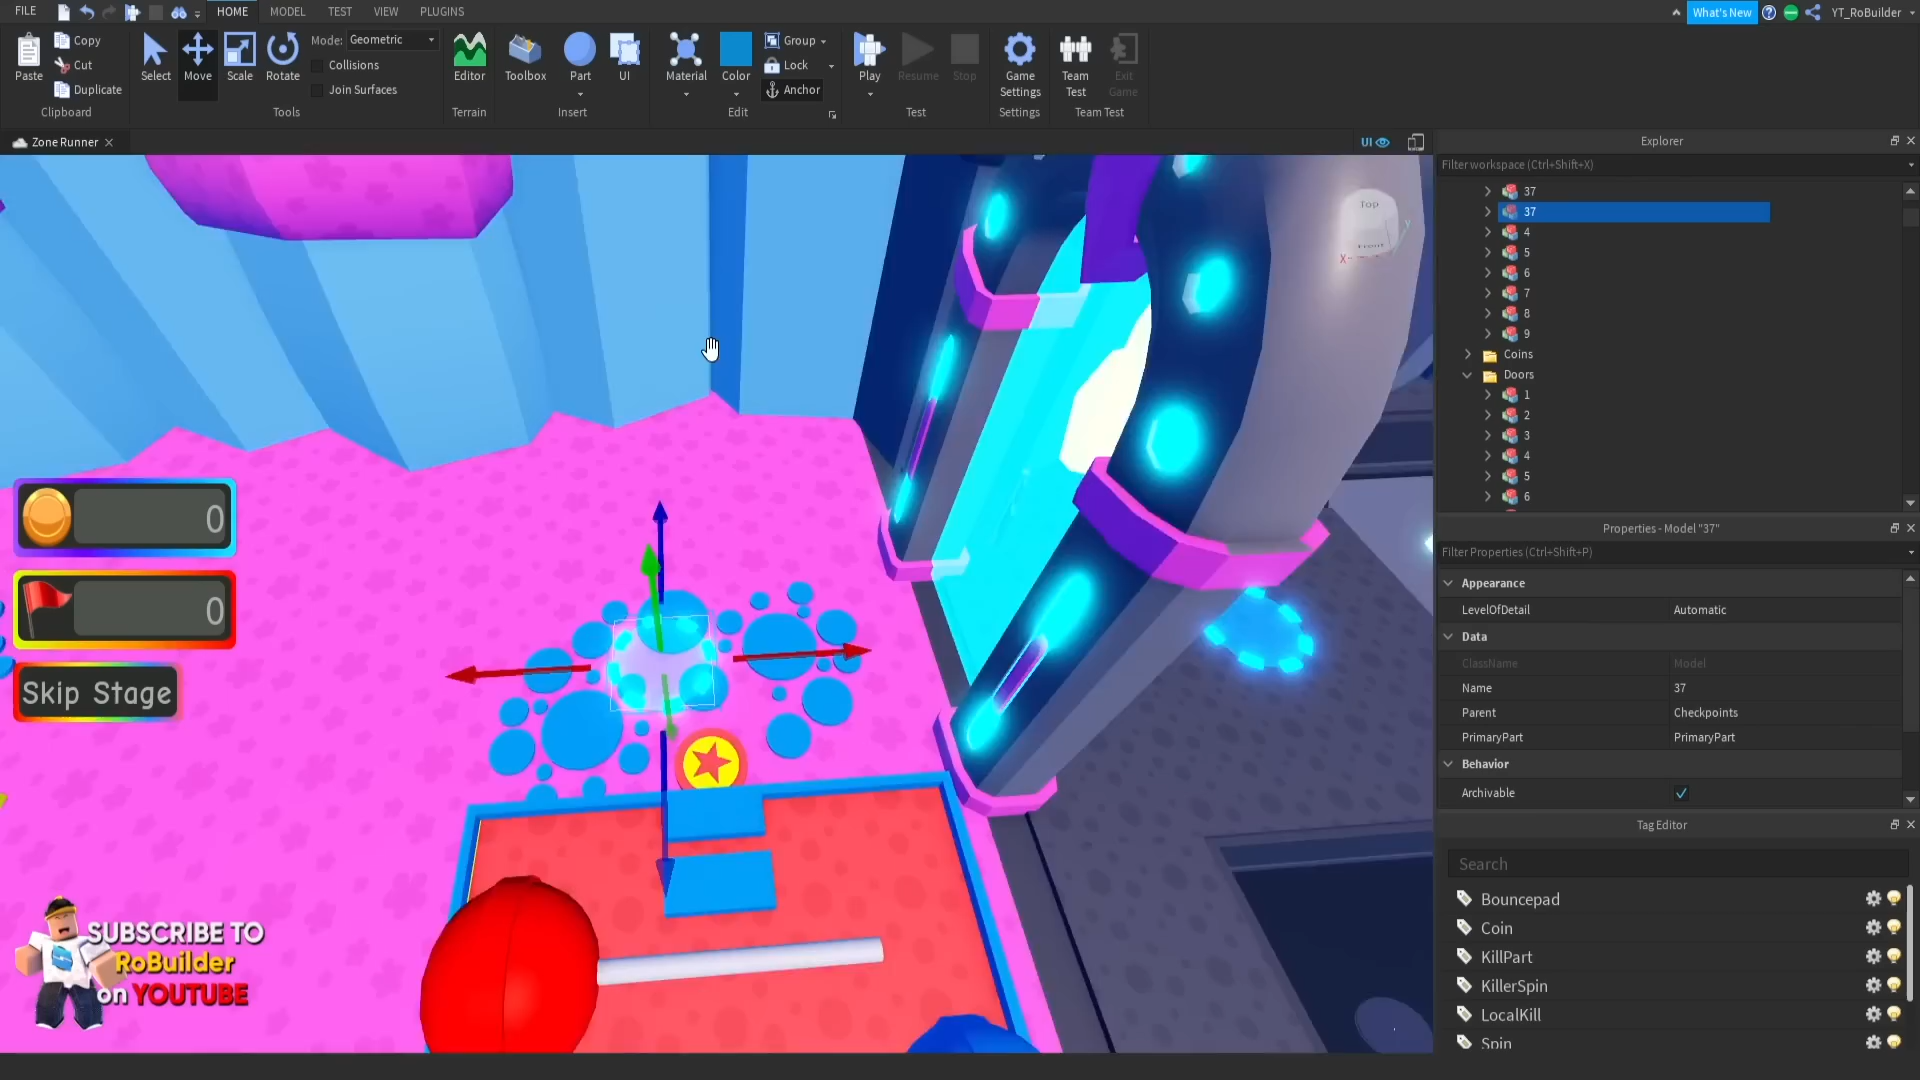 FILE
HOME
MODEL
TEST
VIEW
PLUGINS
What's New
YT_RoBuilder
Paste
Copy
Cut
Duplicate
Clipboard
Select
Move
Scale
Rotate
Mode: Geometric
Collisions
Join Surfaces
Tools
Editor
Terrain
Toolbox
Part
UI
Insert
Material
Color
Group
Lock
Anchor
Edit
Play
Resume
Stop
Test
Game
Settings
Settings
Team
Test
Exit
Game
Team Test
Zone Runner
UI
Top
Front
X
Y
0
0
Skip Stage
SUBSCRIBE TO
RoBuilder
on YOUTUBE
Explorer
Filter workspace (Ctrl+Shift+X)
37
37
4
5
6
7
8
9
Coins
Doors
1
2
3
4
5
6
Properties - Model "37"
Filter Properties (Ctrl+Shift+P)
Appearance
LevelOfDetail Automatic
Data
ClassName Model
Name 37
Parent Checkpoints
PrimaryPart PrimaryPart
Behavior
Archivable
Tag Editor
Search
Bouncepad
Coin
KillPart
KillerSpin
LocalKill
Spin